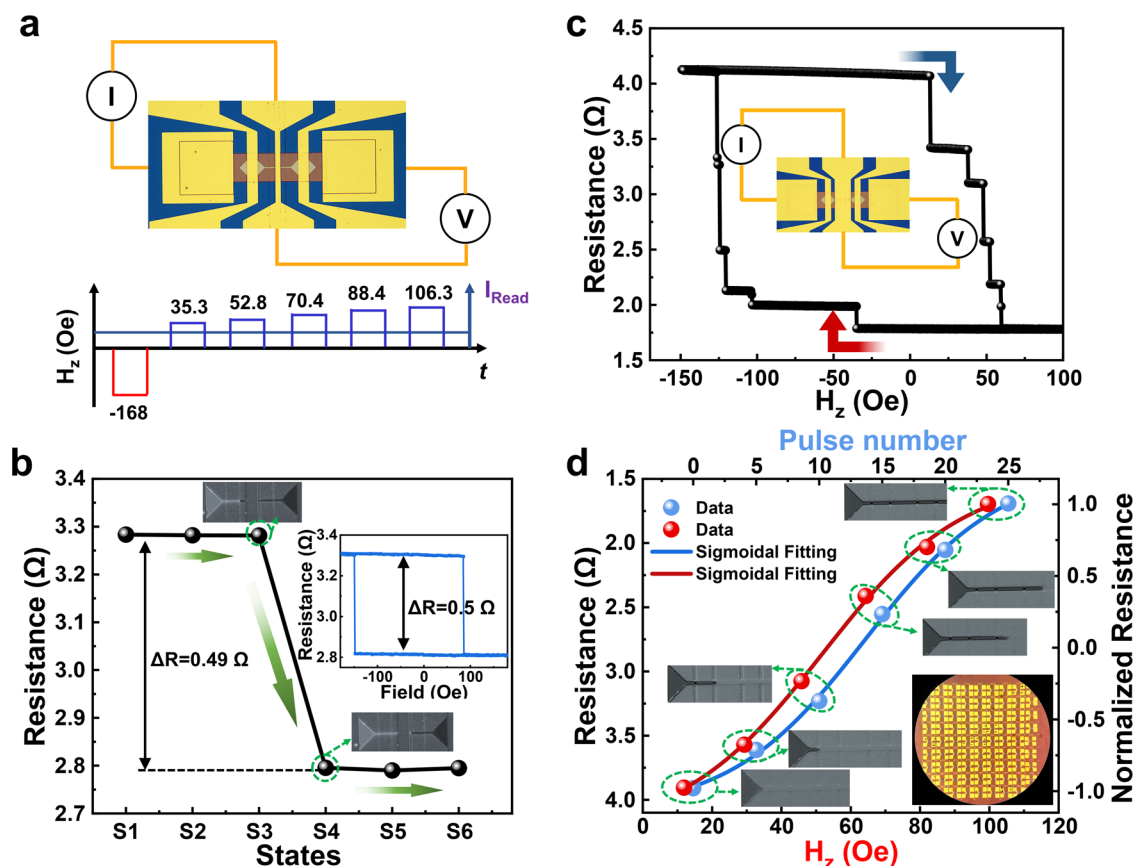 a
I
V
35.3 52.8 70.4 88.4 106.3 I_Read
H_z (Oe)
t
-168
c
4.5
4.0
3.5
3.0
2.5
2.0
1.5
Resistance (Ω)
I
V
-150 -100 -50 0 50 100
H_z (Oe)
b
3.4
3.3
3.2
3.1
3.0
2.9
2.8
2.7
Resistance (Ω)
ΔR=0.49 Ω
3.4
3.2
3.0
2.8
Resistance (Ω)
ΔR=0.5 Ω
-100 0 100
Field (Oe)
S1 S2 S3 S4 S5 S6
States
d
Pulse number
0 5 10 15 20 25
1.5
2.0
2.5
3.0
3.5
4.0
Resistance (Ω)
Data
Data
Sigmoidal Fitting
Sigmoidal Fitting
1.0
0.5
0.0
-0.5
-1.0
Normalized Resistance
0 20 40 60 80 100 120
H_z (Oe)